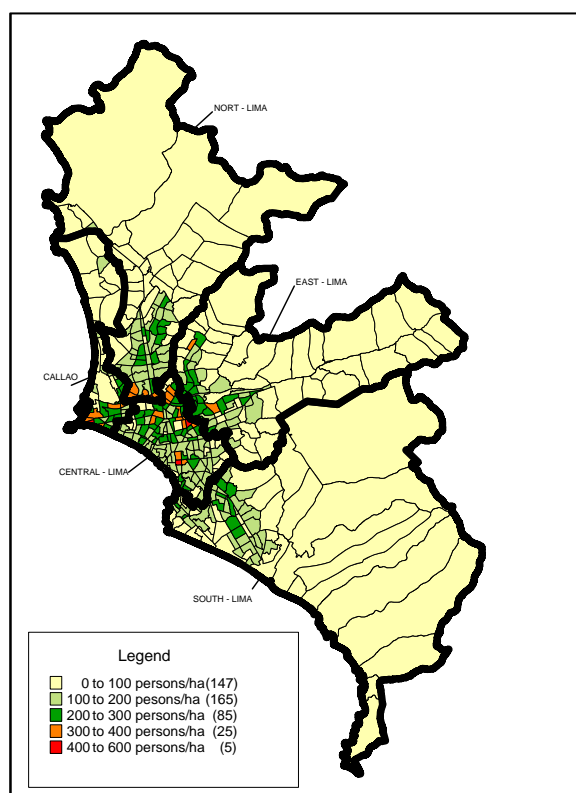 NORT - LIMA
EAST - LIMA
CALLAO
CENTRAL - LIMA
SOUTH - LIMA
Legend
0 to 100 persons/ha (147)
100 to 200 pesons/ha (165)
200 to 300 persons/ha (85)
300 to 400 persons/ha (25)
400 to 600 persons/ha (5)